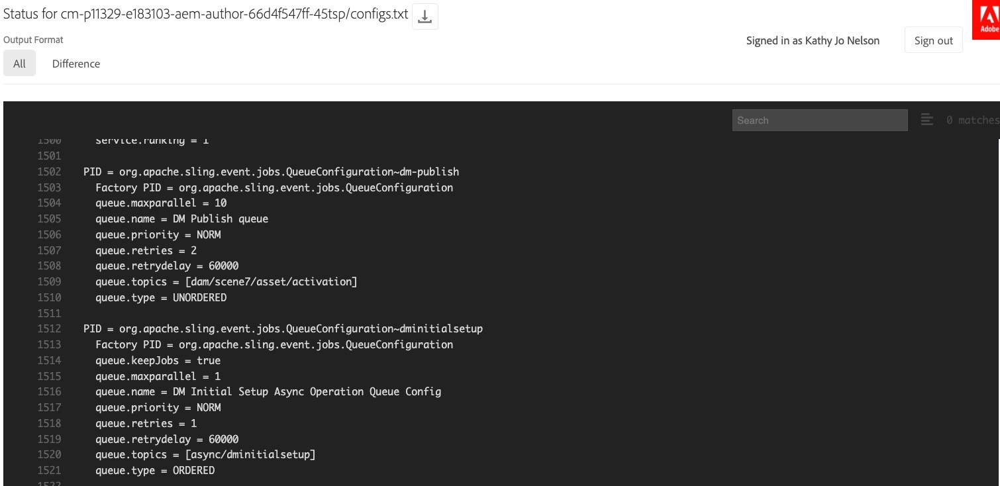 Status for cm-p11329-e183103-aem-author-66d4f547ff-45tsp/configs.txt
Adobe
Output Format
Signed in as Kathy Jo Nelson
Sign out
All
Difference
Search
0 matches
1500 service.ranking = 1
1501
1502 PID = org.apache.sling.event.jobs.QueueConfiguration~dm-publish
1503 Factory PID = org.apache.sling.event.jobs.QueueConfiguration
1504 queue.maxparallel = 10
1505 queue.name = DM Publish queue
1506 queue.priority = NORM
1507 queue.retries = 2
1508 queue.retrydelay = 60000
1509 queue.topics = [dam/scene7/asset/activation]
1510 queue.type = UNORDERED
1511
1512 PID = org.apache.sling.event.jobs.QueueConfiguration~dminitialsetup
1513 Factory PID = org.apache.sling.event.jobs.QueueConfiguration
1514 queue.keepJobs = true
1515 queue.maxparallel = 1
1516 queue.name = DM Initial Setup Async Operation Queue Config
1517 queue.priority = NORM
1518 queue.retries = 1
1519 queue.retrydelay = 60000
1520 queue.topics = [async/dminitialsetup]
1521 queue.type = ORDERED
1522